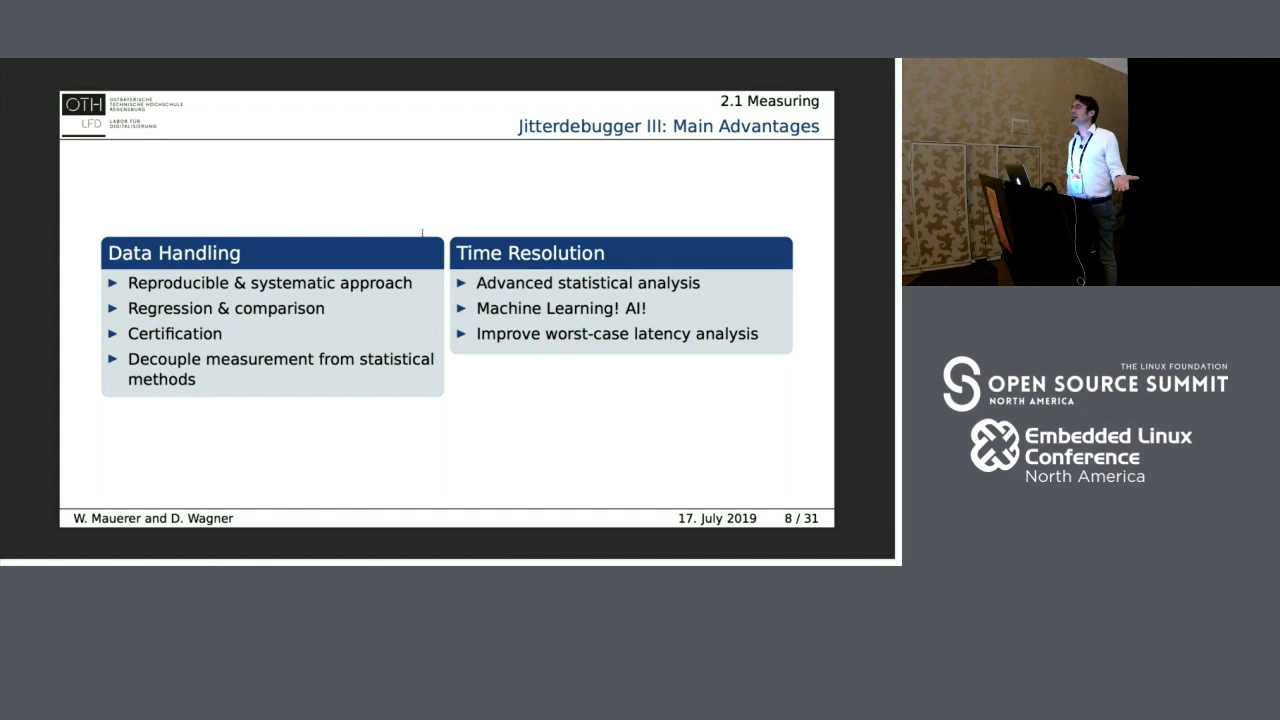 OTH
OSTBAYERISCHE
TECHNISCHE HOCHSCHULE
REGENSBURG
LFD
LABOR FÜR
DIGITALISIERUNG
2.1 Measuring
Jitterdebugger III: Main Advantages
Data Handling
► Reproducible & systematic approach
► Regression & comparison
► Certification
► Decouple measurement from statistical
methods
Time Resolution
► Advanced statistical analysis
► Machine Learning! AI!
► Improve worst-case latency analysis
W. Mauerer and D. Wagner
17. July 2019 8 / 31
THE LINUX FOUNDATION
OPEN SOURCE SUMMIT
NORTH AMERICA
Embedded Linux
Conference
North America